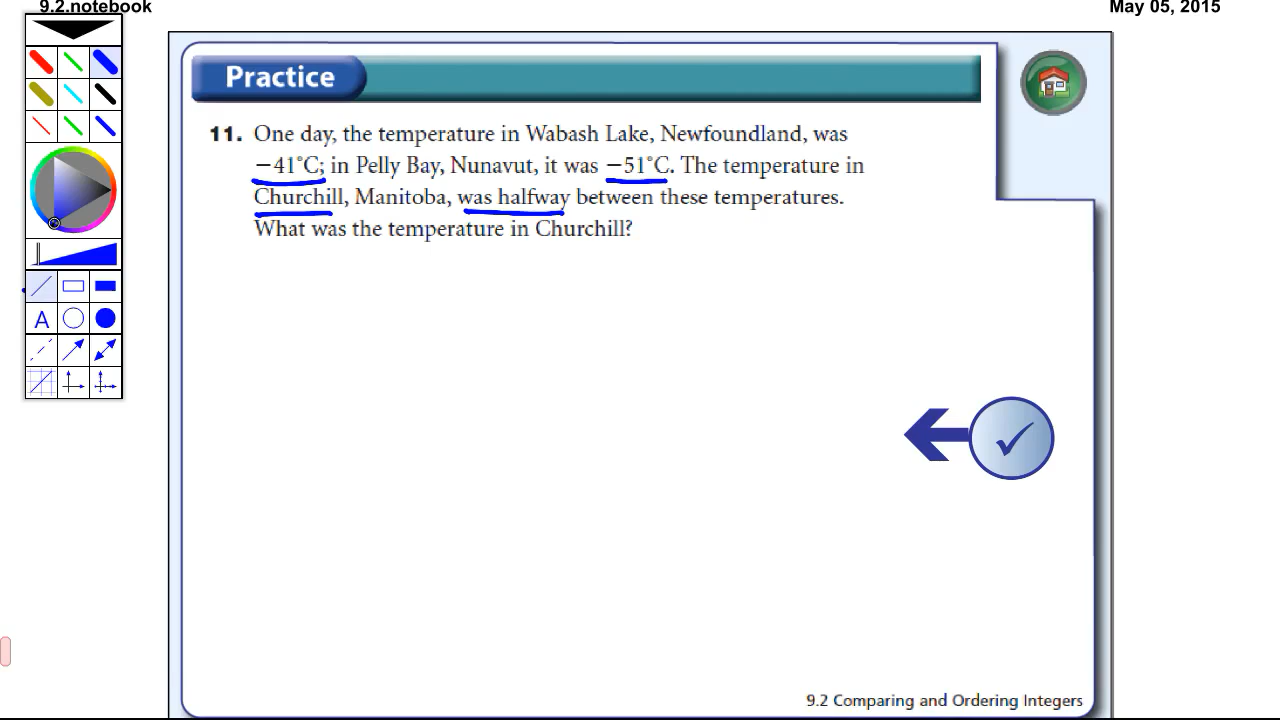 9.2.notebook
May 05, 2015
Practice
11. One day, the temperature in Wabash Lake, Newfoundland, was
−41°C; in Pelly Bay, Nunavut, it was −51°C. The temperature in
Churchill, Manitoba, was halfway between these temperatures.
What was the temperature in Churchill?
A
9.2 Comparing and Ordering Integers